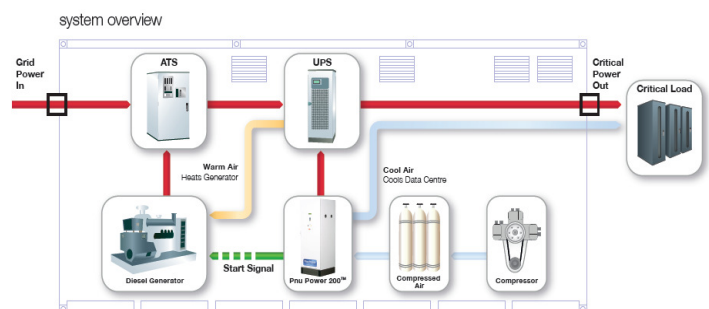 system overview
Grid
Power
In
ATS
UPS
Critical
Power
Out
Critical Load
Warm Air
Heats Generator
Cool Air
Cools Data Centre
Start Signal
Diesel Generator
Pnu Power 200™
Compressed
Air
Compressor